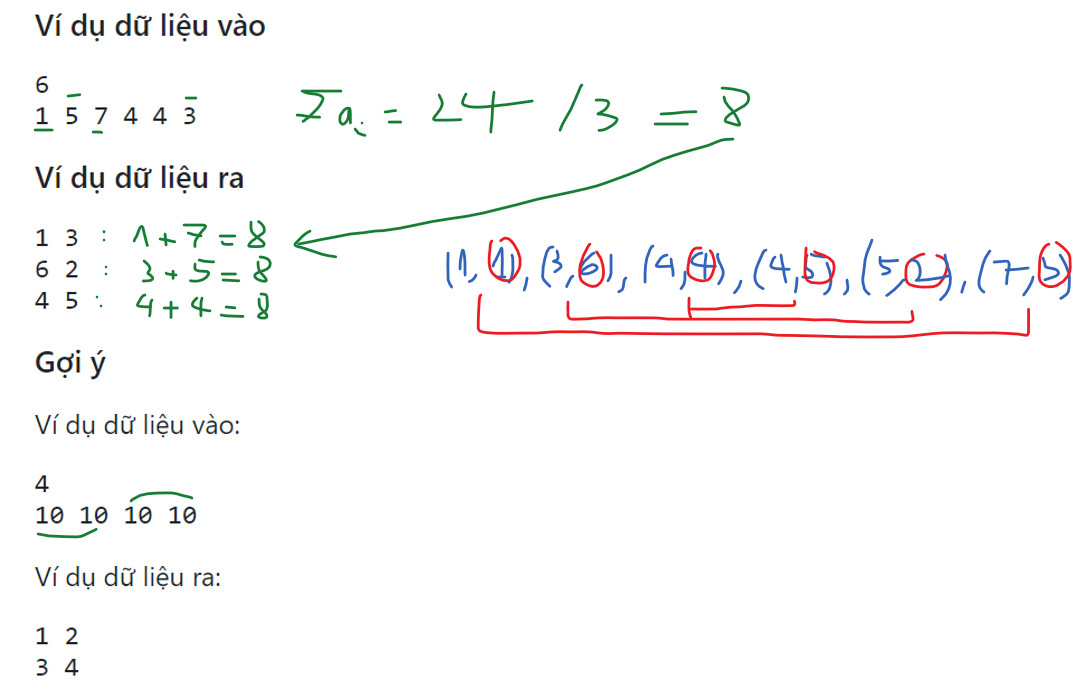 Ví dụ dữ liệu vào
6
1 5 7 4 4 3
Σaᵢ = 24 /3 = 8
Ví dụ dữ liệu ra
1 3 : 1+7=8
6 2 : 3+5=8
4 5 : 4+4=8
(1,1), (3,6), (4,4), (4,5), (5,2), (7,3)
Gợi ý
Ví dụ dữ liệu vào:
4
10 10 10 10
Ví dụ dữ liệu ra:
1 2
3 4